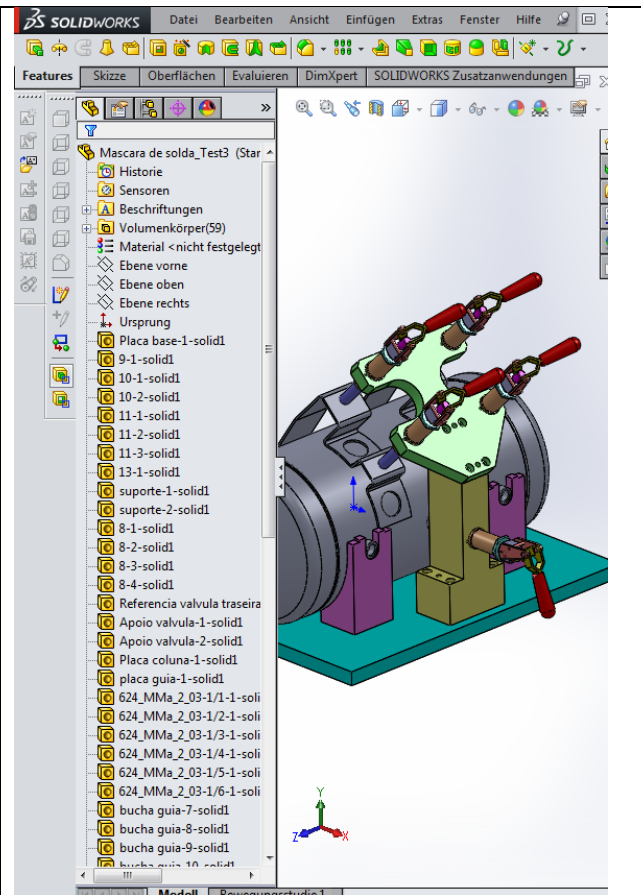 SOLIDWORKS Datei Bearbeiten Ansicht Einfügen Extras Fenster Hilfe
Features Skizze Oberflächen Evaluieren DimXpert SOLIDWORKS Zusatzanwendungen
»
Mascara de solda_Test3 (Star
Historie
Sensoren
A Beschriftungen
Volumenkörper(59)
Material <nicht festgelegt
Ebene vorne
Ebene oben
Ebene rechts
Ursprung
Placa base-1-solid1
9-1-solid1
10-1-solid1
10-2-solid1
11-1-solid1
11-2-solid1
11-3-solid1
13-1-solid1
suporte-1-solid1
suporte-2-solid1
8-1-solid1
8-2-solid1
8-3-solid1
8-4-solid1
Referencia valvula traseira
Apoio valvula-1-solid1
Apoio valvula-2-solid1
Placa coluna-1-solid1
placa guia-1-solid1
624_MMa_2_03-1/1-1-soli
624_MMa_2_03-1/2-1-soli
624_MMa_2_03-1/3-1-soli
624_MMa_2_03-1/4-1-soli
624_MMa_2_03-1/5-1-soli
624_MMa_2_03-1/6-1-soli
bucha guia-7-solid1
bucha guia-8-solid1
bucha guia-9-solid1
bucha guia-10-solid1
Y
Z X
Modell Bewegungsstudie 1